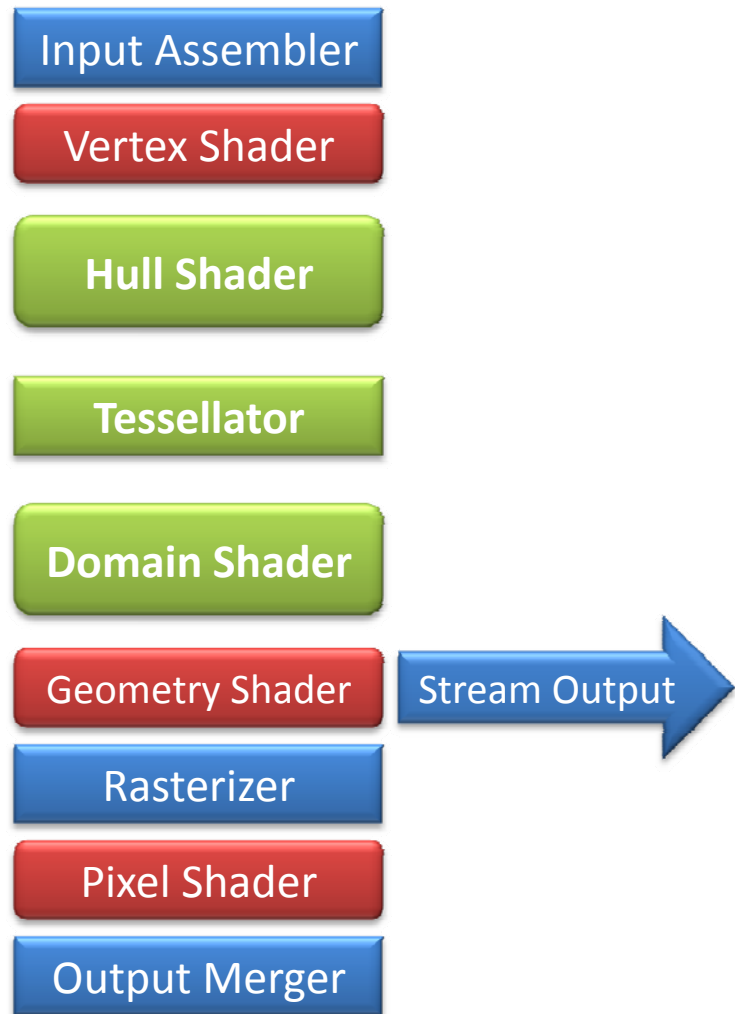 Input Assembler
Vertex Shader
Hull Shader
Tessellator
Domain Shader
Geometry Shader
Stream Output
Rasterizer
Pixel Shader
Output Merger